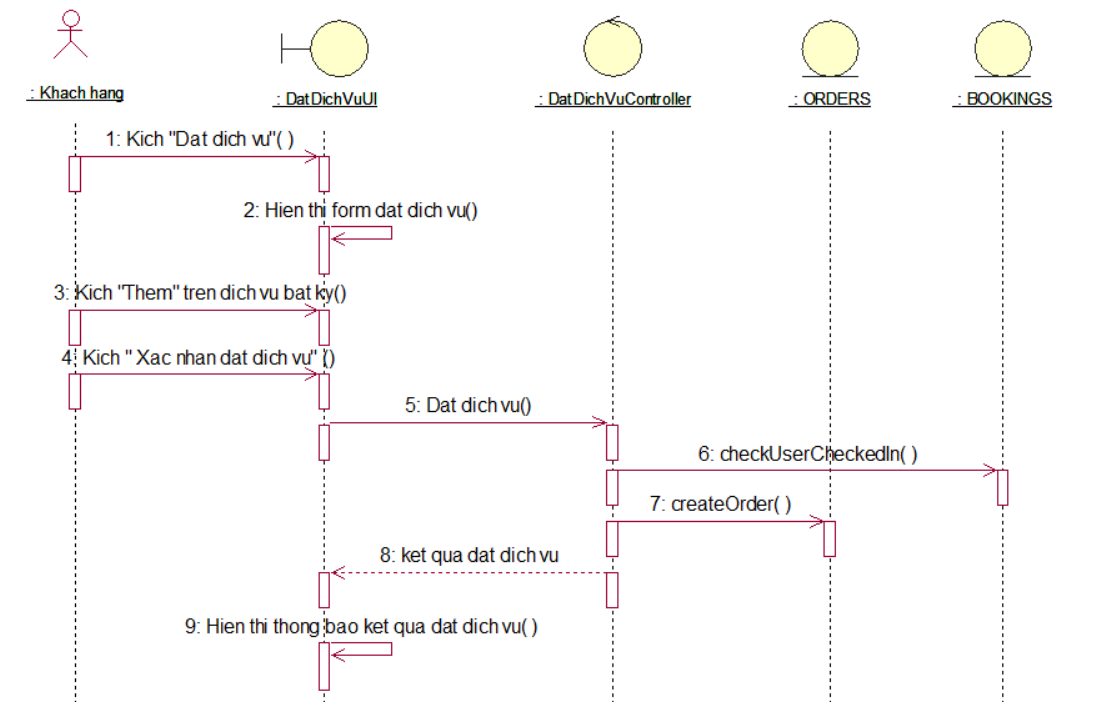 : Khach hang
: DatDichVuUI
: DatDichVuController
: ORDERS
: BOOKINGS
1: Kich "Dat dich vu"( )
2: Hien thi form dat dich vu()
3: Kich "Them" tren dich vu bat ky()
4: Kich " Xac nhan dat dich vu" ()
5: Dat dich vu()
6: checkUserCheckedIn( )
7: createOrder( )
8: ket qua dat dich vu
9: Hien thi thong bao ket qua dat dich vu( )